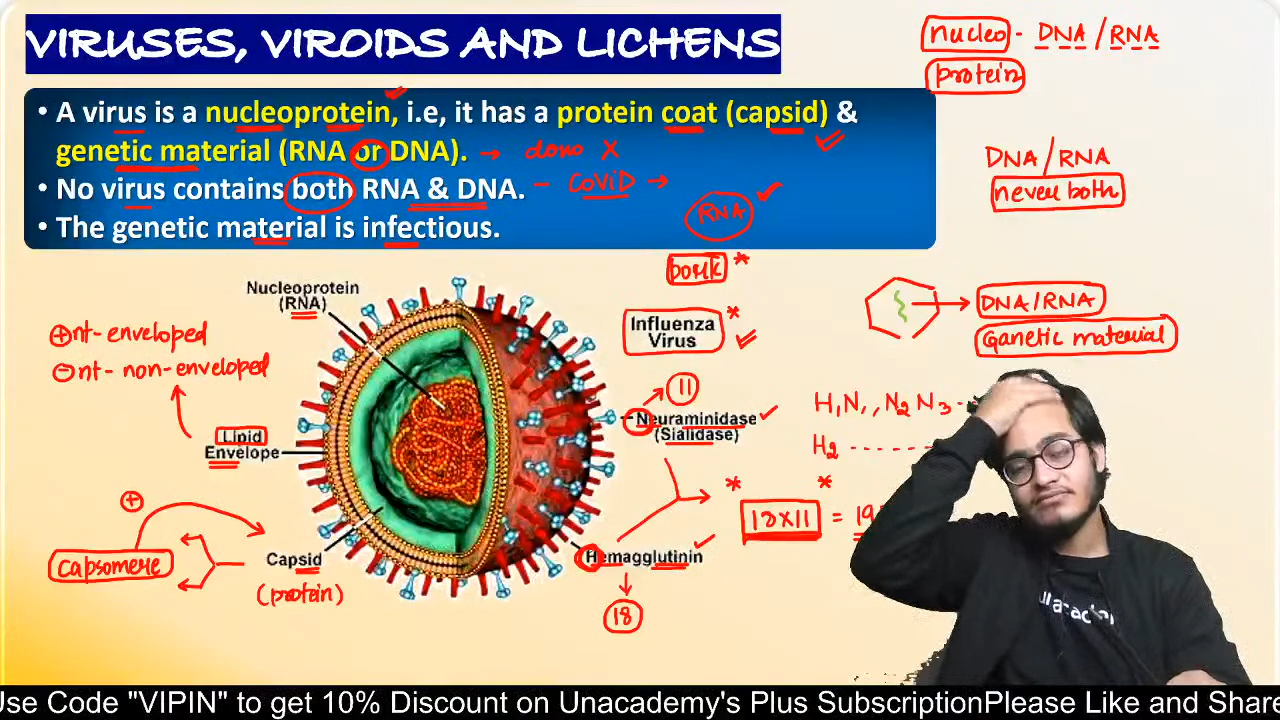 VIRUSES, VIROIDS AND LICHENS
nucleo - DNA / RNA
protein
• A virus is a nucleoprotein, i.e, it has a protein coat (capsid) &
genetic material (RNA or DNA). → dono X
• No virus contains both RNA & DNA. - COVID →
• The genetic material is infectious.
RNA
DNA/RNA
never both
Nucleoprotein
(RNA)
Influenza
Virus
DNA/RNA
Ganetic material
⊕nt - enveloped
⊖nt - non-enveloped
Lipid
Envelope
11
Neuraminidase
(Sialidase)
H1N1, N2 N3
H2 ------
18x11 =
⊕
capsomere
Capsid
(protein)
Hemagglutinin
18
Use Code "VIPIN" to get 10% Discount on Unacademy's Plus SubscriptionPlease Like and Share